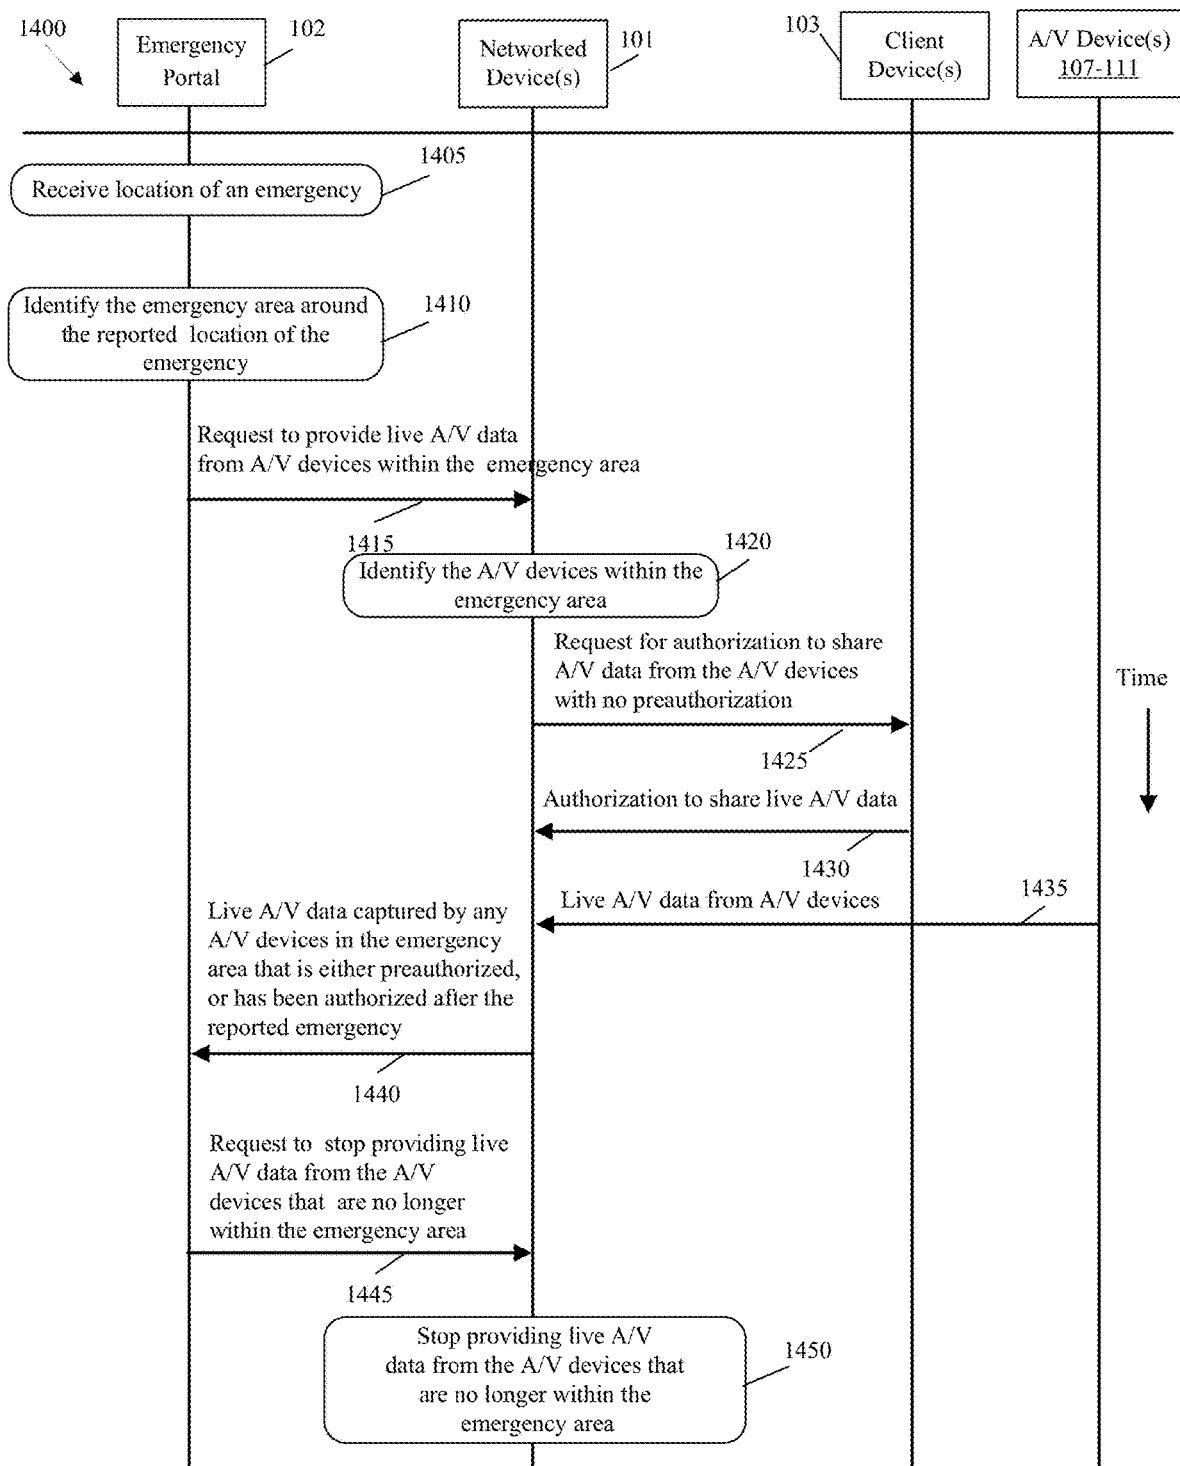 1400
Emergency
Portal
102
Networked
Device(s)
101
103
Client
Device(s)
A/V Device(s)
107-111
1405
Receive location of an emergency
1410
Identify the emergency area around
the reported location of the
emergency
Request to provide live A/V data
from A/V devices within the emergency area
1415
1420
Identify the A/V devices within the
emergency area
Request for authorization to share
A/V data from the A/V devices
with no preauthorization
1425
Time
Authorization to share live A/V data
1430
Live A/V data from A/V devices
1435
Live A/V data captured by any
A/V devices in the emergency
area that is either preauthorized,
or has been authorized after the
reported emergency
1440
Request to stop providing live
A/V data from the A/V
devices that are no longer
within the emergency area
1445
Stop providing live A/V
data from the A/V devices that
are no longer within the
emergency area
1450